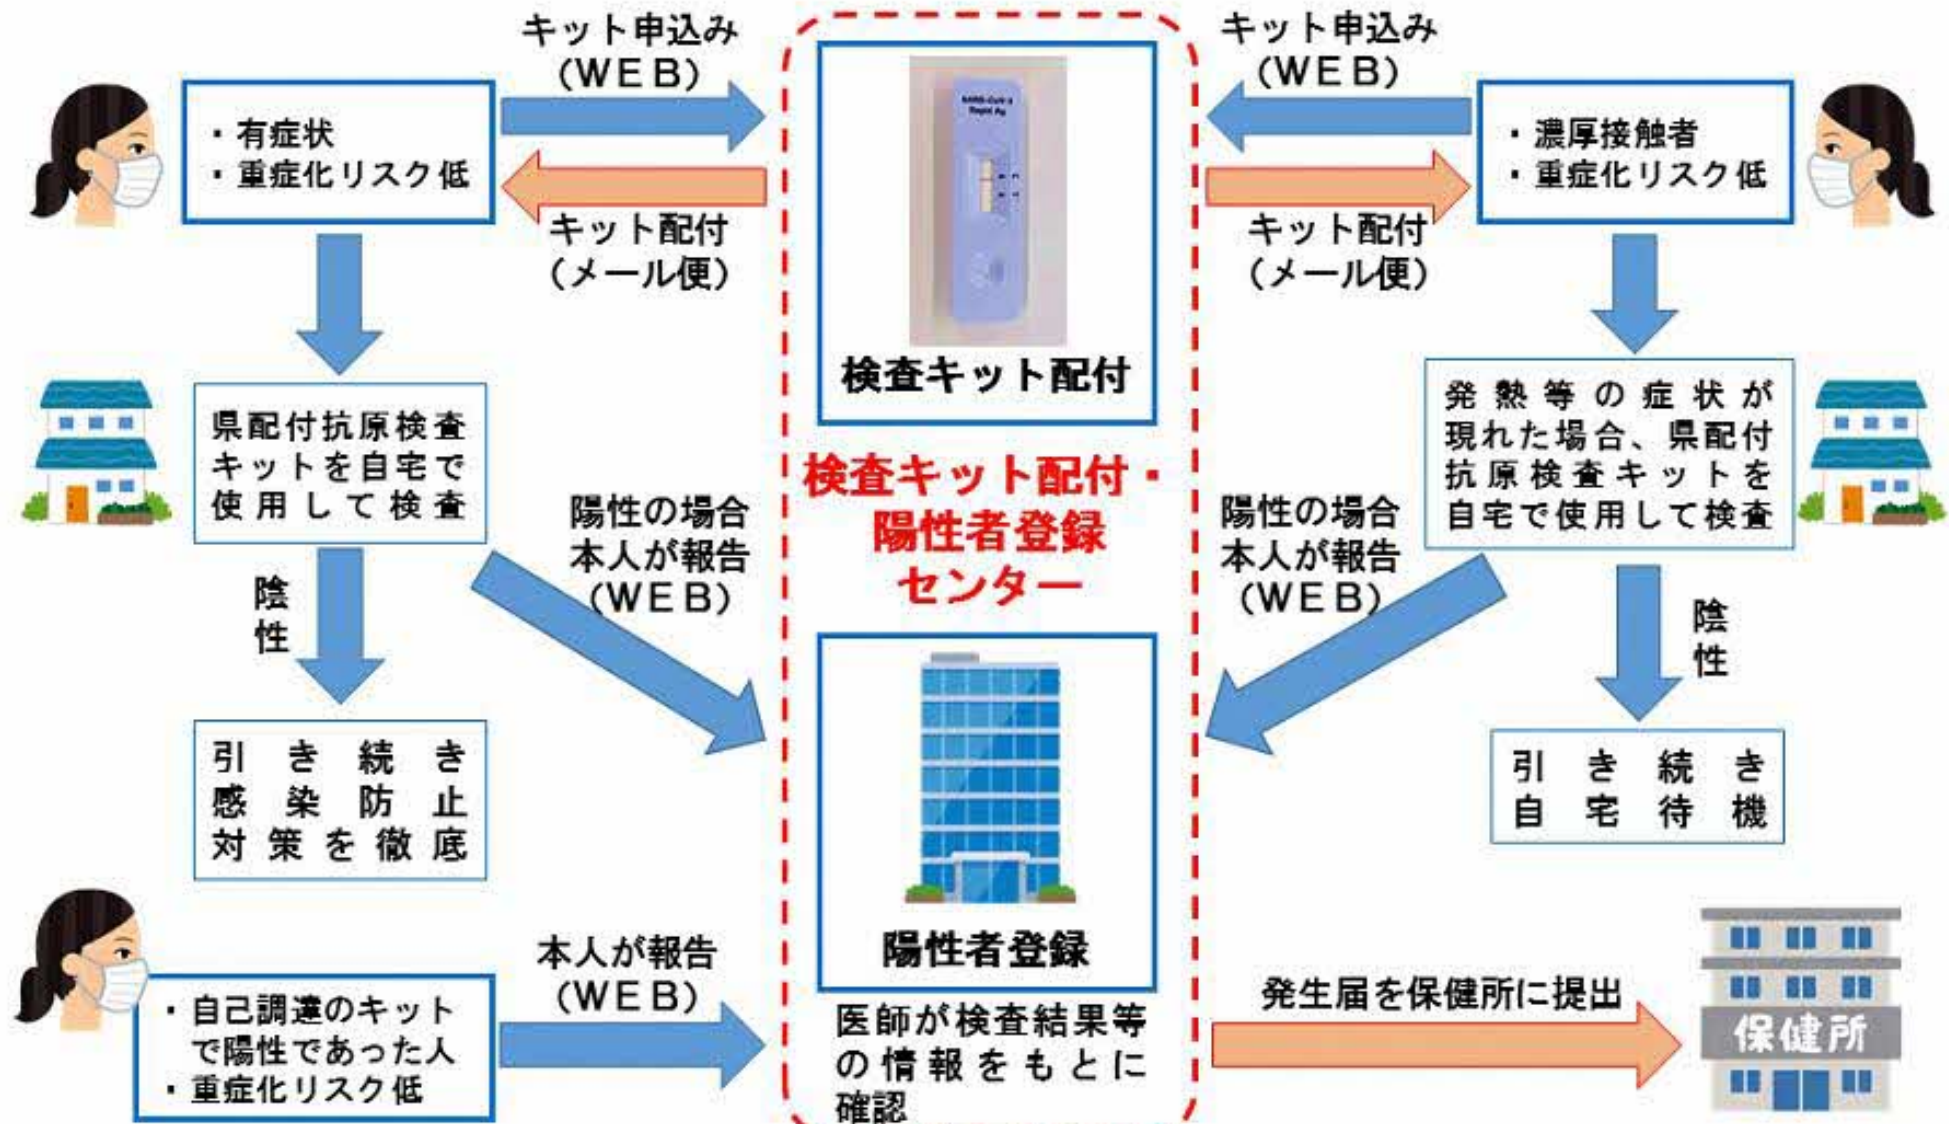 キット申込み
（ＷＥＢ）
・有症状
・重症化リスク低
キット配付
（メール便）
県配付抗原検査
キットを自宅で
使用して検査
陽性の場合
本人が報告
（ＷＥＢ）
陰
性
引き続き
感染防止
対策を徹底
・自己調達のキット
で陽性であった人
・重症化リスク低
本人が報告
（ＷＥＢ）
SARS-CoV-2
Rapid Ag
検査キット配付
検査キット配付・
陽性者登録
センター
陽性者登録
医師が検査結果等
の情報をもとに
確認
キット申込み
（ＷＥＢ）
・濃厚接触者
・重症化リスク低
キット配付
（メール便）
発熱等の症状が
現れた場合、県配付
抗原検査キットを
自宅で使用して検査
陽性の場合
本人が報告
（ＷＥＢ）
陰
性
引き続き
自宅待機
発生届を保健所に提出
保健所